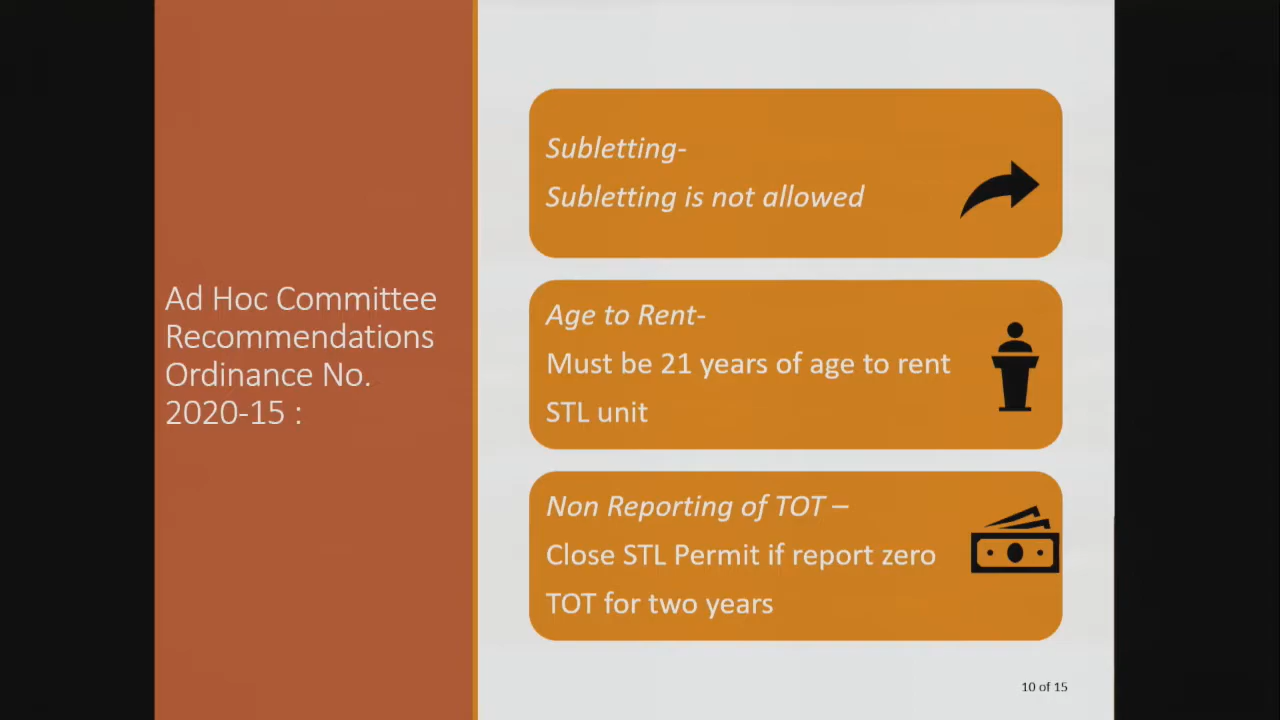 Ad Hoc Committee
Recommendations
Ordinance No.
2020-15 :
Subletting-
Subletting is not allowed
Age to Rent-
Must be 21 years of age to rent
STL unit
Non Reporting of TOT –
Close STL Permit if report zero
TOT for two years
10 of 15